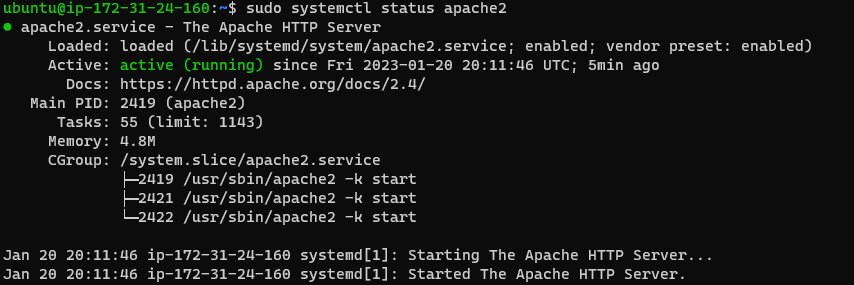 ubuntu@ip-172-31-24-160:~$ sudo systemctl status apache2
● apache2.service - The Apache HTTP Server
     Loaded: loaded (/lib/systemd/system/apache2.service; enabled; vendor preset: enabled)
     Active: active (running) since Fri 2023-01-20 20:11:46 UTC; 5min ago
       Docs: https://httpd.apache.org/docs/2.4/
   Main PID: 2419 (apache2)
      Tasks: 55 (limit: 1143)
     Memory: 4.8M
     CGroup: /system.slice/apache2.service
             ├─2419 /usr/sbin/apache2 -k start
             ├─2421 /usr/sbin/apache2 -k start
             └─2422 /usr/sbin/apache2 -k start
Jan 20 20:11:46 ip-172-31-24-160 systemd[1]: Starting The Apache HTTP Server...
Jan 20 20:11:46 ip-172-31-24-160 systemd[1]: Started The Apache HTTP Server.